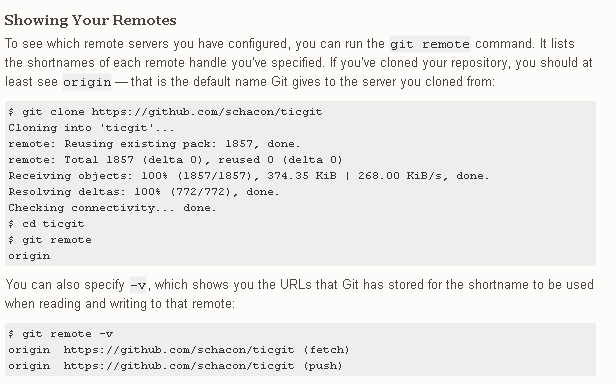 Showing Your Remotes
To see which remote servers you have configured, you can run the git remote command. It lists
the shortnames of each remote handle you've specified. If you've cloned your repository, you should at
least see origin — that is the default name Git gives to the server you cloned from:
$ git clone https://github.com/schacon/ticgit
Cloning into 'ticgit'...
remote: Reusing existing pack: 1857, done.
remote: Total 1857 (delta 0), reused 0 (delta 0)
Receiving objects: 100% (1857/1857), 374.35 KiB | 268.00 KiB/s, done.
Resolving deltas: 100% (772/772), done.
Checking connectivity... done.
$ cd ticgit
$ git remote
origin
You can also specify -v, which shows you the URLs that Git has stored for the shortname to be used
when reading and writing to that remote:
$ git remote -v
origin  https://github.com/schacon/ticgit (fetch)
origin  https://github.com/schacon/ticgit (push)